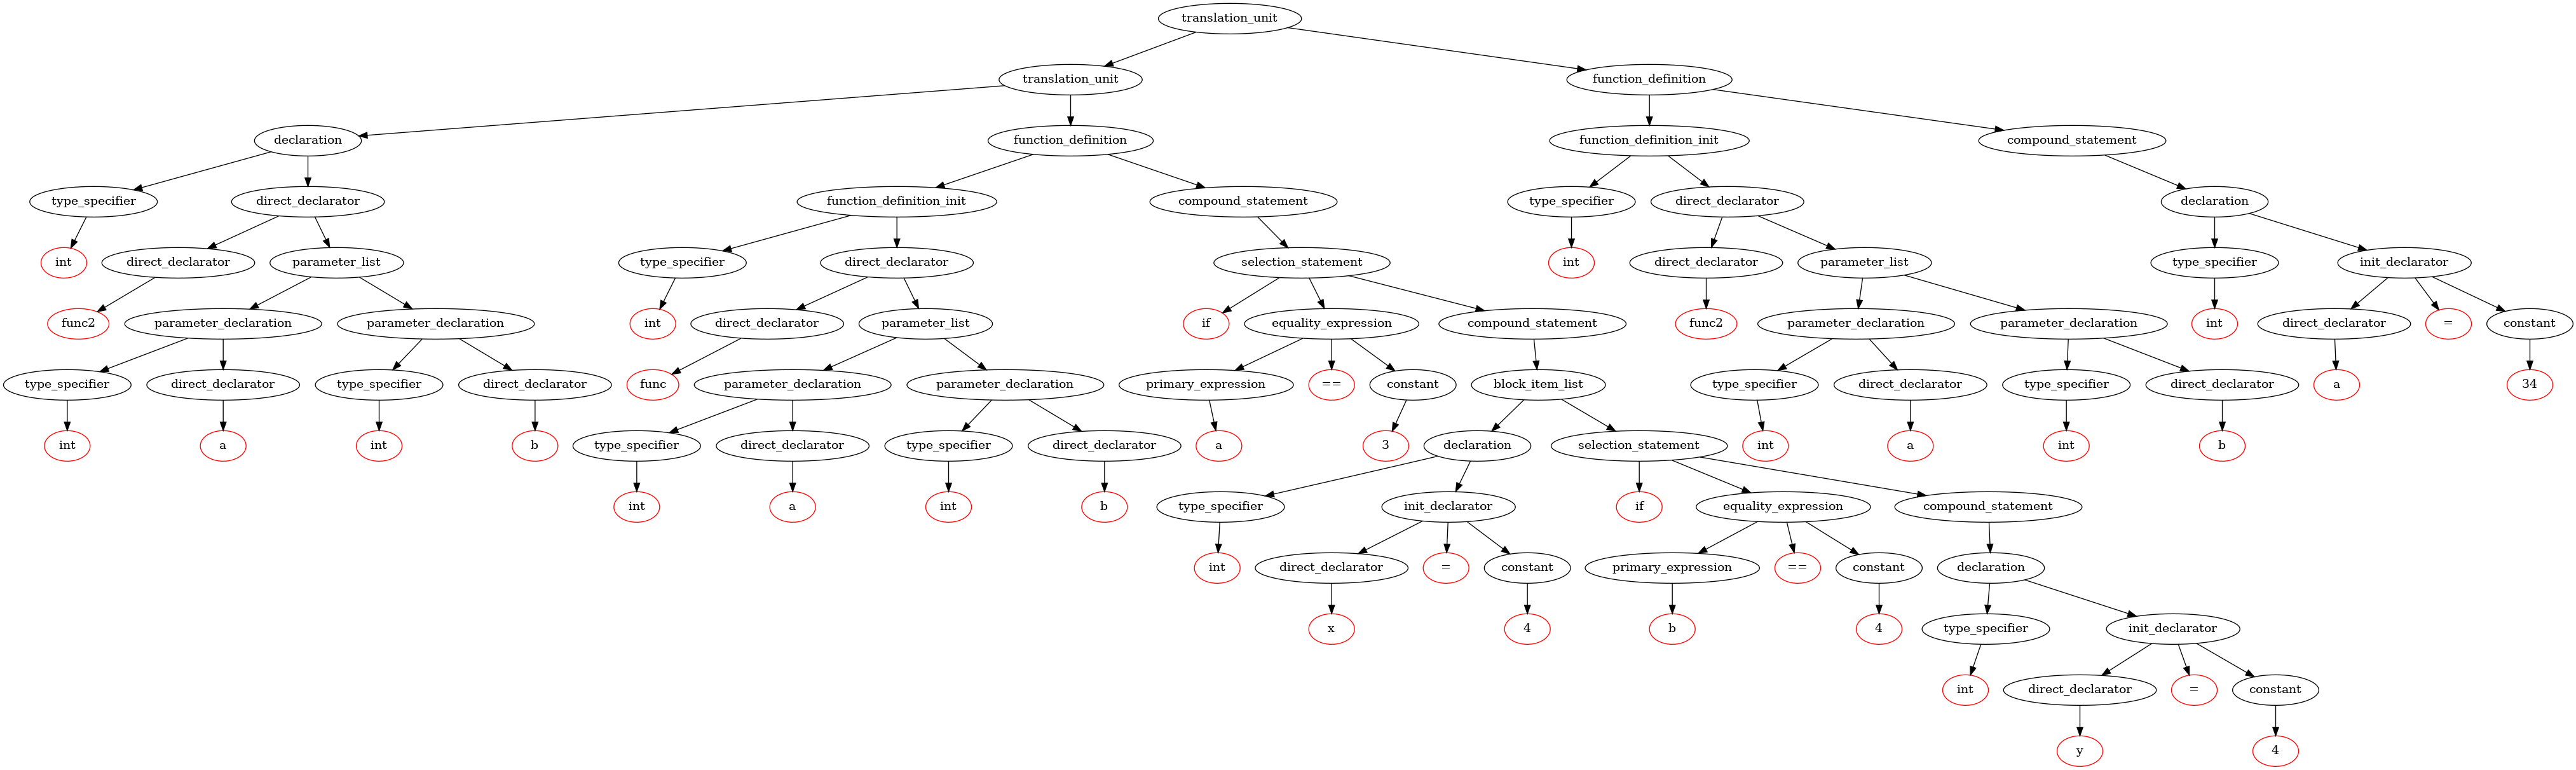 translation_unit
translation_unit function_definition
declaration function_definition function_definition_init compound_statement
type_specifier direct_declarator function_definition_init compound_statement type_specifier direct_declarator declaration
int direct_declarator parameter_list type_specifier direct_declarator selection_statement int direct_declarator parameter_list type_specifier init_declarator
func2 parameter_declaration parameter_declaration int direct_declarator parameter_list if equality_expression compound_statement func2 parameter_declaration parameter_declaration int direct_declarator = constant
type_specifier direct_declarator type_specifier direct_declarator func parameter_declaration parameter_declaration primary_expression == constant block_item_list type_specifier direct_declarator type_specifier direct_declarator a 34
int a int b type_specifier direct_declarator type_specifier direct_declarator a 3 declaration selection_statement int a int b
int a int b type_specifier init_declarator if equality_expression compound_statement
int direct_declarator = constant primary_expression == constant declaration
x 4 b 4 type_specifier init_declarator
int direct_declarator = constant
y 4